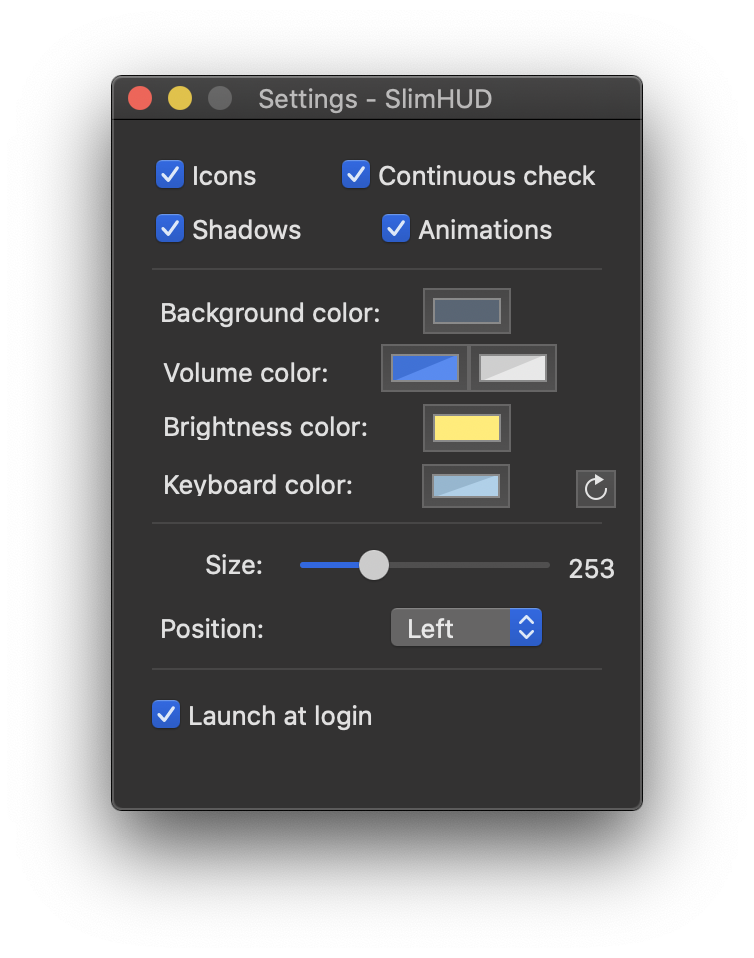 Settings - SlimHUD
Icons Continuous check
Shadows Animations
Background color:
Volume color:
Brightness color:
Keyboard color:
Size: 253
Position: Left
Launch at login